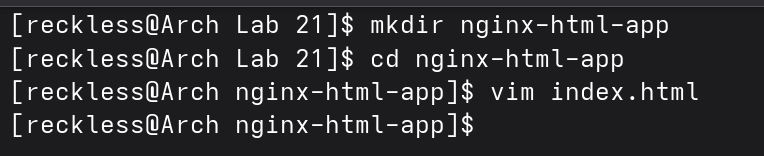 [reckless@Arch Lab 21]$ mkdir nginx-html-app
[reckless@Arch Lab 21]$ cd nginx-html-app
[reckless@Arch nginx-html-app]$ vim index.html
[reckless@Arch nginx-html-app]$